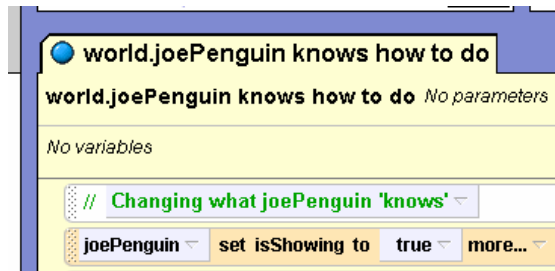 world.joePenguin knows how to do
world.joePenguin knows how to do No parameters
No variables
// Changing what joePenguin 'knows'
joePenguin set isShowing to true more...